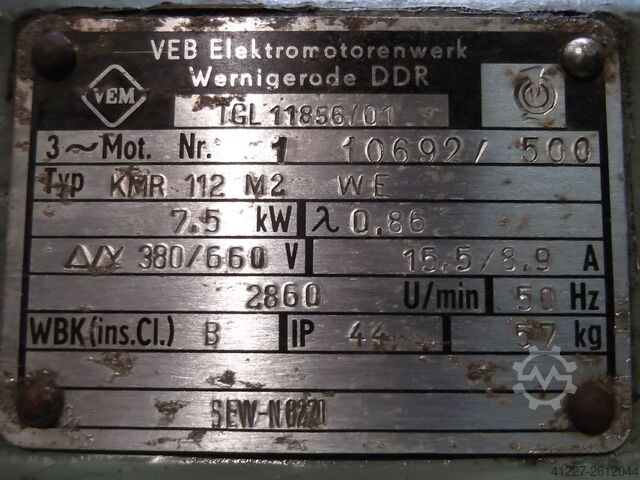 VEB Elektromotorenwerk
Wernigerode DDR
VEM
TGL 11856/01
3~Mot. Nr. 1 10692/ 500
Typ KMR 112 M2 WE
7.5 kW λ 0.86
Δ/Y 380/660 V 15.5/8.9 A
2860 U/min 50 Hz
WBK(ins.Cl.) B IP 44 57 kg
SEW-N0270
41227-2612044